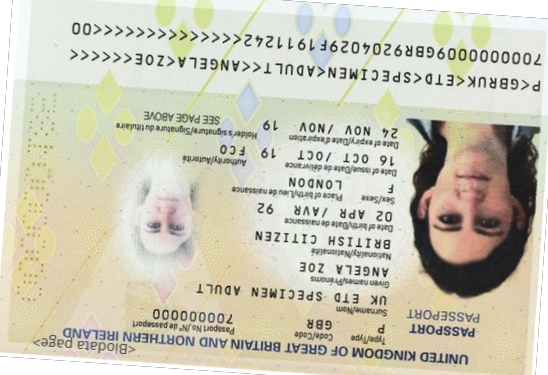 <Biodata page>
UNITED KINGDOM OF GREAT BRITAIN AND NORTHERN IRELAND
PASSPORT
PASSEPORT
Type/Type Code/Code Passport No./No de passeport
P GBR 700000000
Surname/Nom
UK ETD SPECIMEN ADULT
Given names/Prénoms
ANGELA ZOE
Nationality/Nationalité
BRITISH CITIZEN
Date of birth/Date de naissance
02 APR /AVR 92
Sex/Sexe Place of birth/Lieu de naissance
F LONDON
Date of issue/Date de délivrance Authority/Autorité
16 OCT /OCT 19 FCO
Date of expiry/Date d'expiration Holder's signature/Signature du titulaire
24 NOV /NOV 19 SEE PAGE ABOVE
P<GBRUK<ETD<SPECIMEN<ADULT<<ANGELA<ZOE<<<<<<
7000000009GBR9204029F1911242<<<<<<<<<<<<<<00